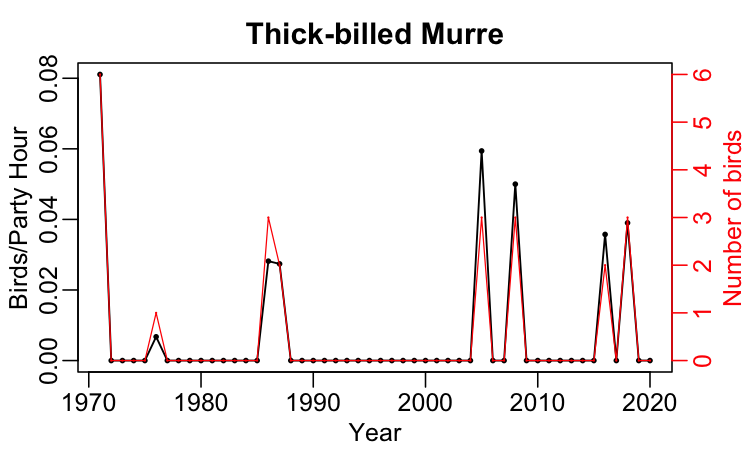 Thick-billed Murre
Birds/Party Hour
0.08
0.06
0.04
0.02
0.00
6
5
4
3
2
1
0
Number of birds
1970 1980 1990 2000 2010 2020
Year